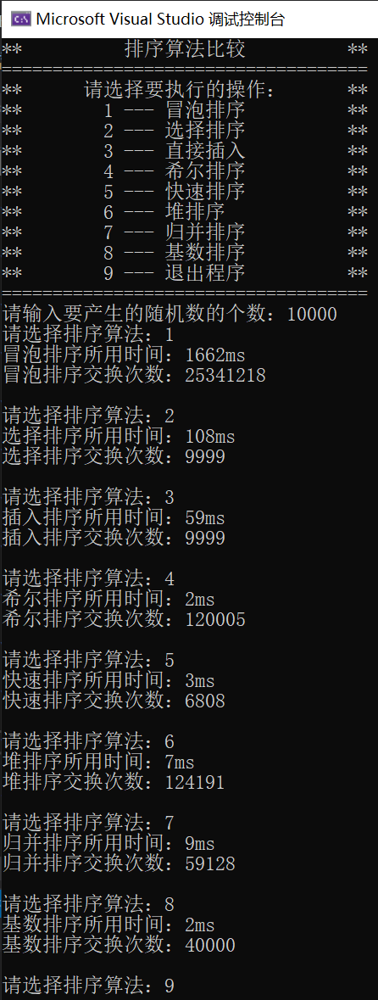 Microsoft Visual Studio 调试控制台
** 排序算法比较 **
====================================
** 请选择要执行的操作: **
** 1 --- 冒泡排序 **
** 2 --- 选择排序 **
** 3 --- 直接插入 **
** 4 --- 希尔排序 **
** 5 --- 快速排序 **
** 6 --- 堆排序 **
** 7 --- 归并排序 **
** 8 --- 基数排序 **
** 9 --- 退出程序 **
====================================
请输入要产生的随机数的个数: 10000
请选择排序算法: 1
冒泡排序所用时间: 1662ms
冒泡排序交换次数: 25341218
请选择排序算法: 2
选择排序所用时间: 108ms
选择排序交换次数: 9999
请选择排序算法: 3
插入排序所用时间: 59ms
插入排序交换次数: 9999
请选择排序算法: 4
希尔排序所用时间: 2ms
希尔排序交换次数: 120005
请选择排序算法: 5
快速排序所用时间: 3ms
快速排序交换次数: 6808
请选择排序算法: 6
堆排序所用时间: 7ms
堆排序交换次数: 124191
请选择排序算法: 7
归并排序所用时间: 9ms
归并排序交换次数: 59128
请选择排序算法: 8
基数排序所用时间: 2ms
基数排序交换次数: 40000
请选择排序算法: 9